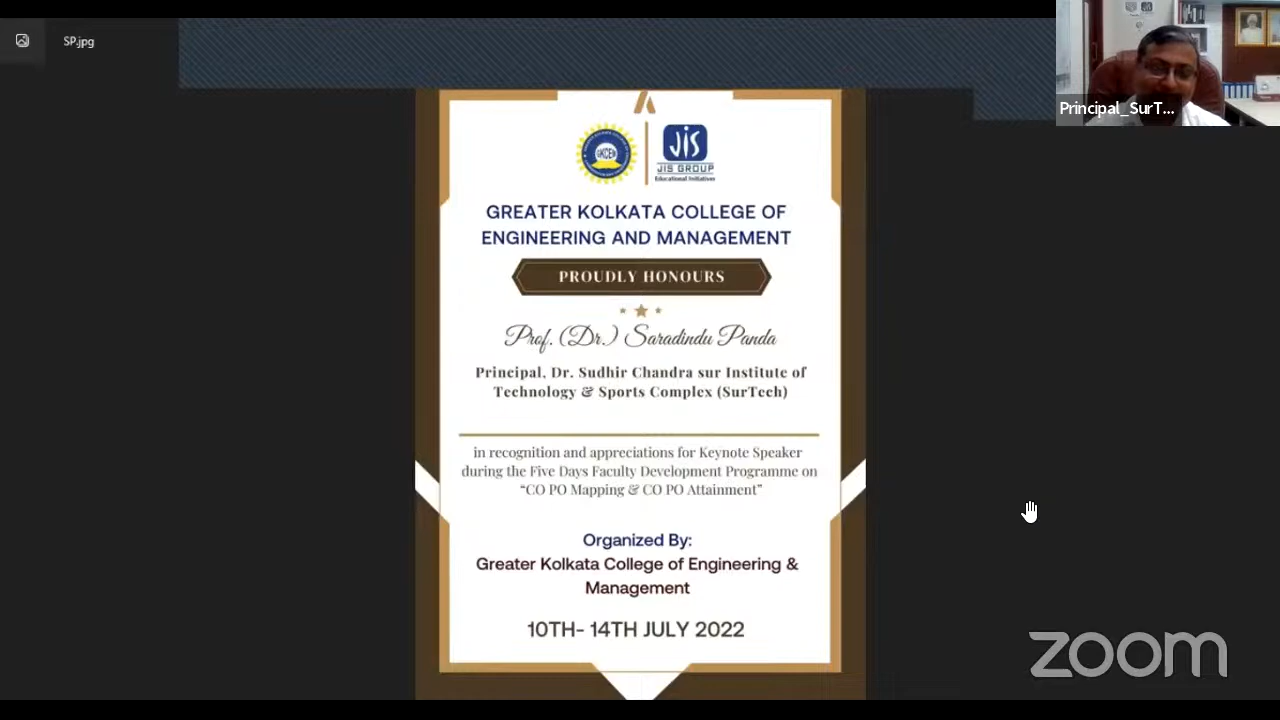 SP.jpg
Principal_SurT...
GKCEM
JIS
JIS GROUP
Educational Initiatives
GREATER KOLKATA COLLEGE OF
ENGINEERING AND MANAGEMENT
PROUDLY HONOURS
Prof. (Dr.) Saradindu Panda
Principal, Dr. Sudhir Chandra sur Institute of
Technology & Sports Complex (SurTech)
in recognition and appreciations for Keynote Speaker
during the Five Days Faculty Development Programme on
“CO PO Mapping & CO PO Attainment”
Organized By:
Greater Kolkata College of Engineering &
Management
10TH- 14TH JULY 2022
zoom